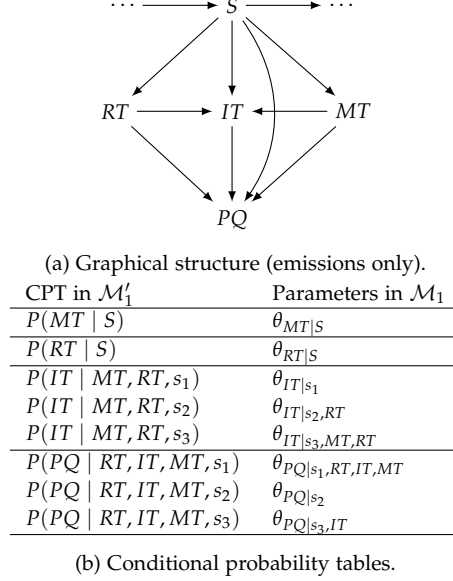 ⋯ S ⋯
RT IT MT
PQ
(a) Graphical structure (emissions only).
CPT in M′₁ Parameters in M₁
P(MT | S) θ_{MT|S}
P(RT | S) θ_{RT|S}
P(IT | MT, RT, s₁) θ_{IT|s₁}
P(IT | MT, RT, s₂) θ_{IT|s₂,RT}
P(IT | MT, RT, s₃) θ_{IT|s₃,MT,RT}
P(PQ | RT, IT, MT, s₁) θ_{PQ|s₁,RT,IT,MT}
P(PQ | RT, IT, MT, s₂) θ_{PQ|s₂}
P(PQ | RT, IT, MT, s₃) θ_{PQ|s₃,IT}
(b) Conditional probability tables.